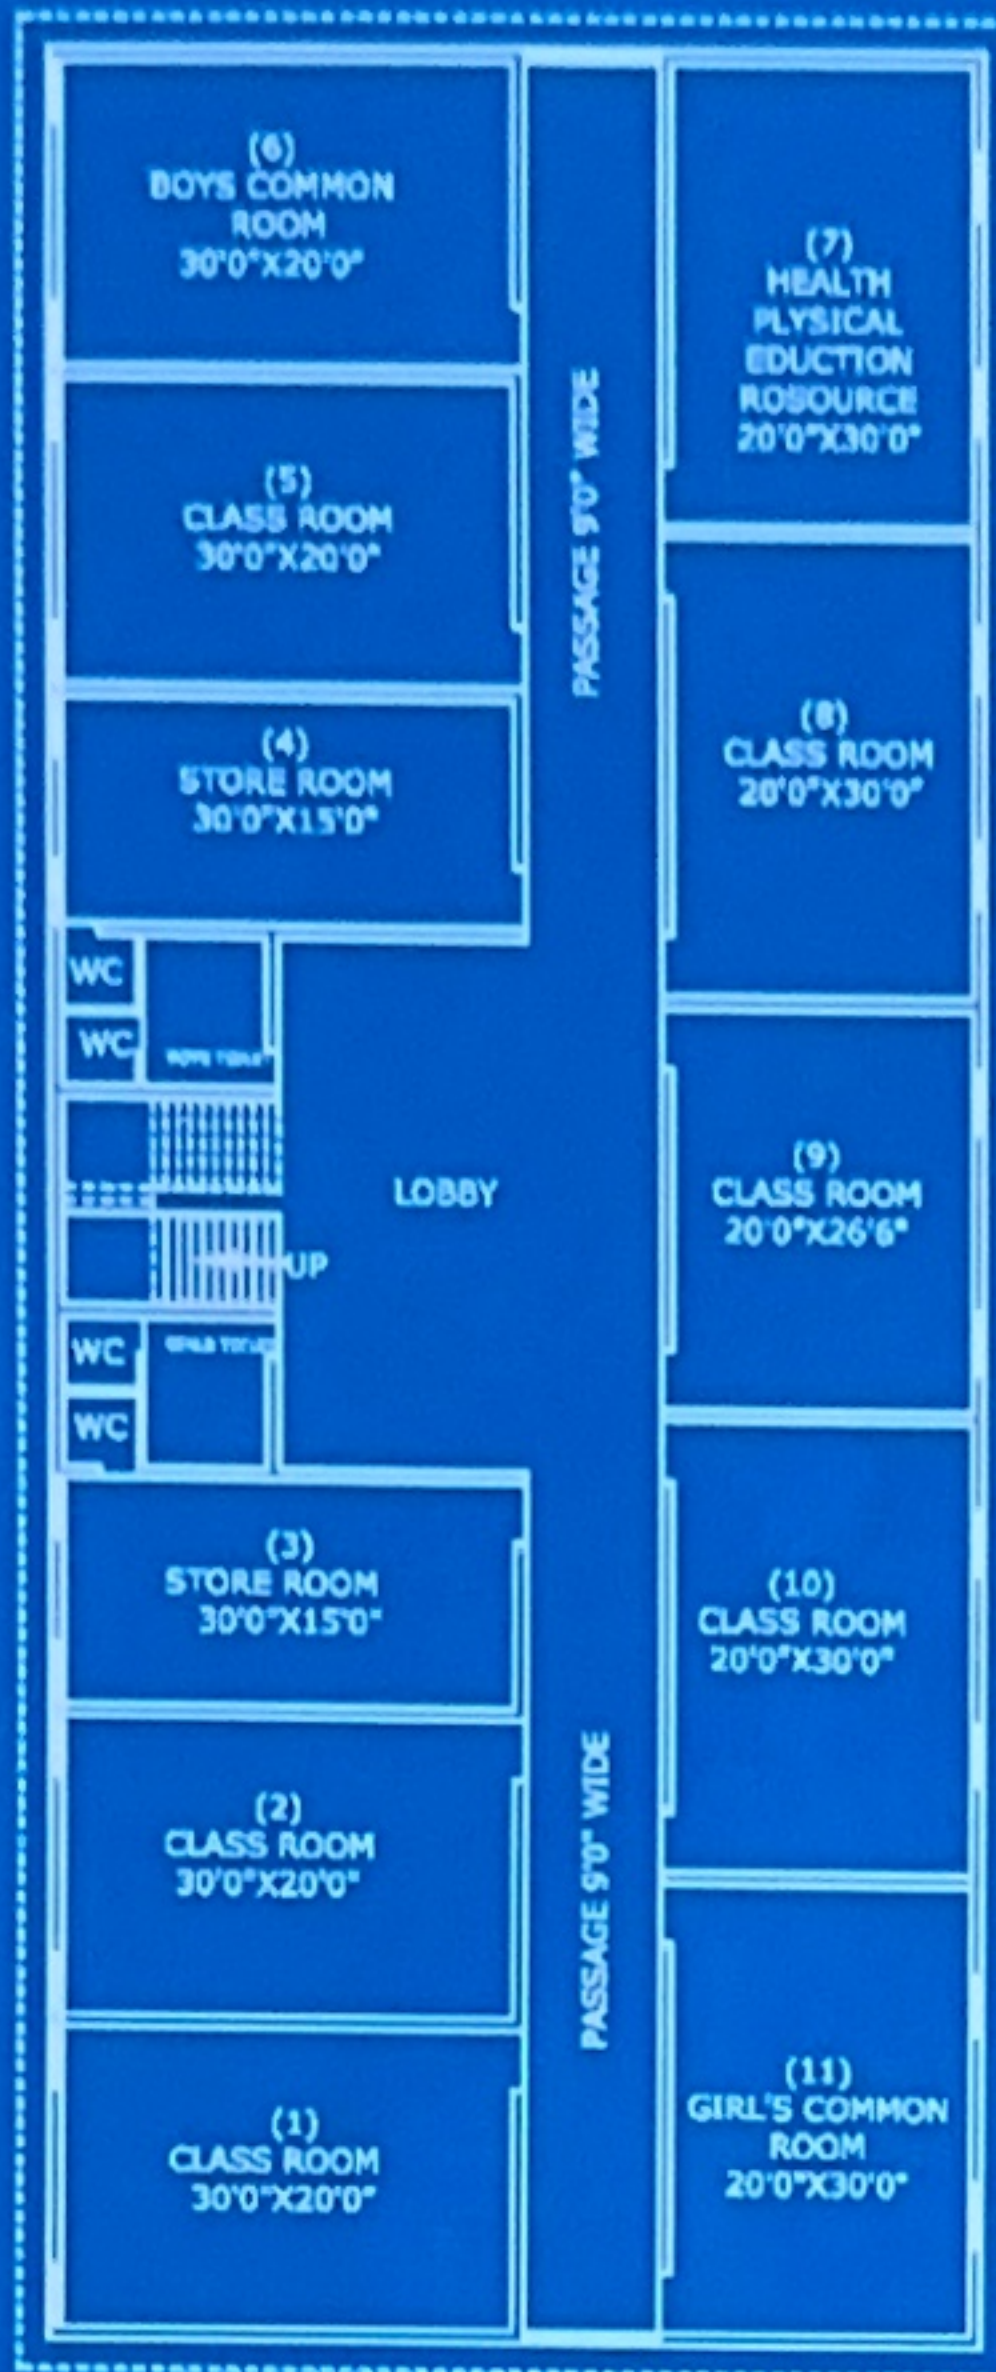 (6)
BOYS COMMON
ROOM
30'0"X20'0"
(7)
HEALTH
PLYSICAL
EDUCTION
ROSOURCE
20'0"X30'0"
PASSAGE 9'0" WIDE
(5)
CLASS ROOM
30'0"X20'0"
(4)
STORE ROOM
30'0"X15'0"
(8)
CLASS ROOM
20'0"X30'0"
WC
WC
BOYS TOILET
LOBBY
UP
(9)
CLASS ROOM
20'0"X26'6"
WC
WC
(3)
STORE ROOM
30'0"X15'0"
(10)
CLASS ROOM
20'0"X30'0"
PASSAGE 9'0" WIDE
(2)
CLASS ROOM
30'0"X20'0"
(1)
CLASS ROOM
30'0"X20'0"
(11)
GIRL'S COMMON
ROOM
20'0"X30'0"